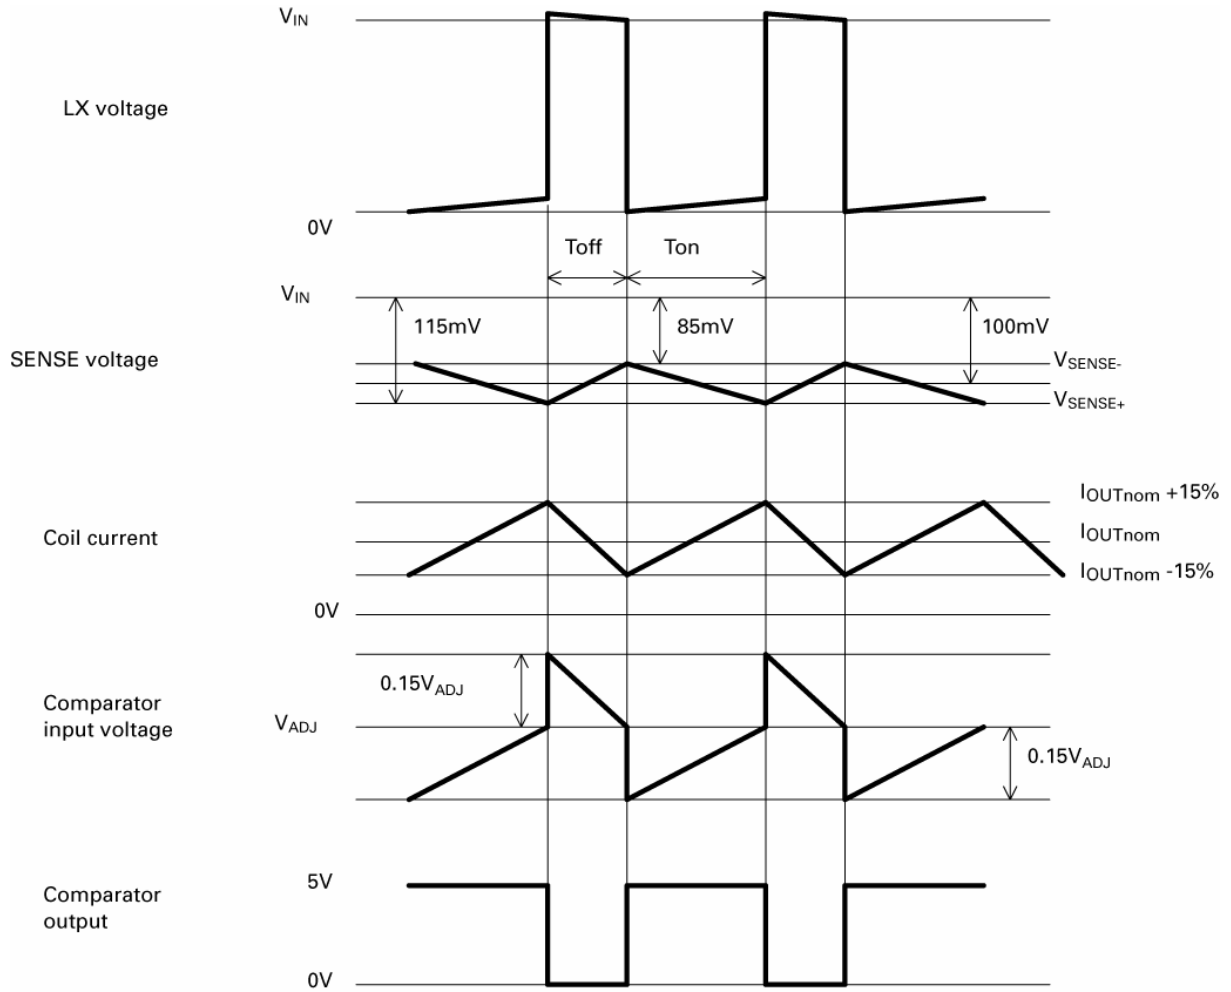 VIN
LX voltage
0V
Toff
Ton
VIN
115mV
85mV
100mV
SENSE voltage
VSENSE-
VSENSE+
IOUTnom +15%
Coil current
IOUTnom
IOUTnom -15%
0V
0.15VADJ
Comparator
input voltage
VADJ
0.15VADJ
5V
Comparator
output
0V